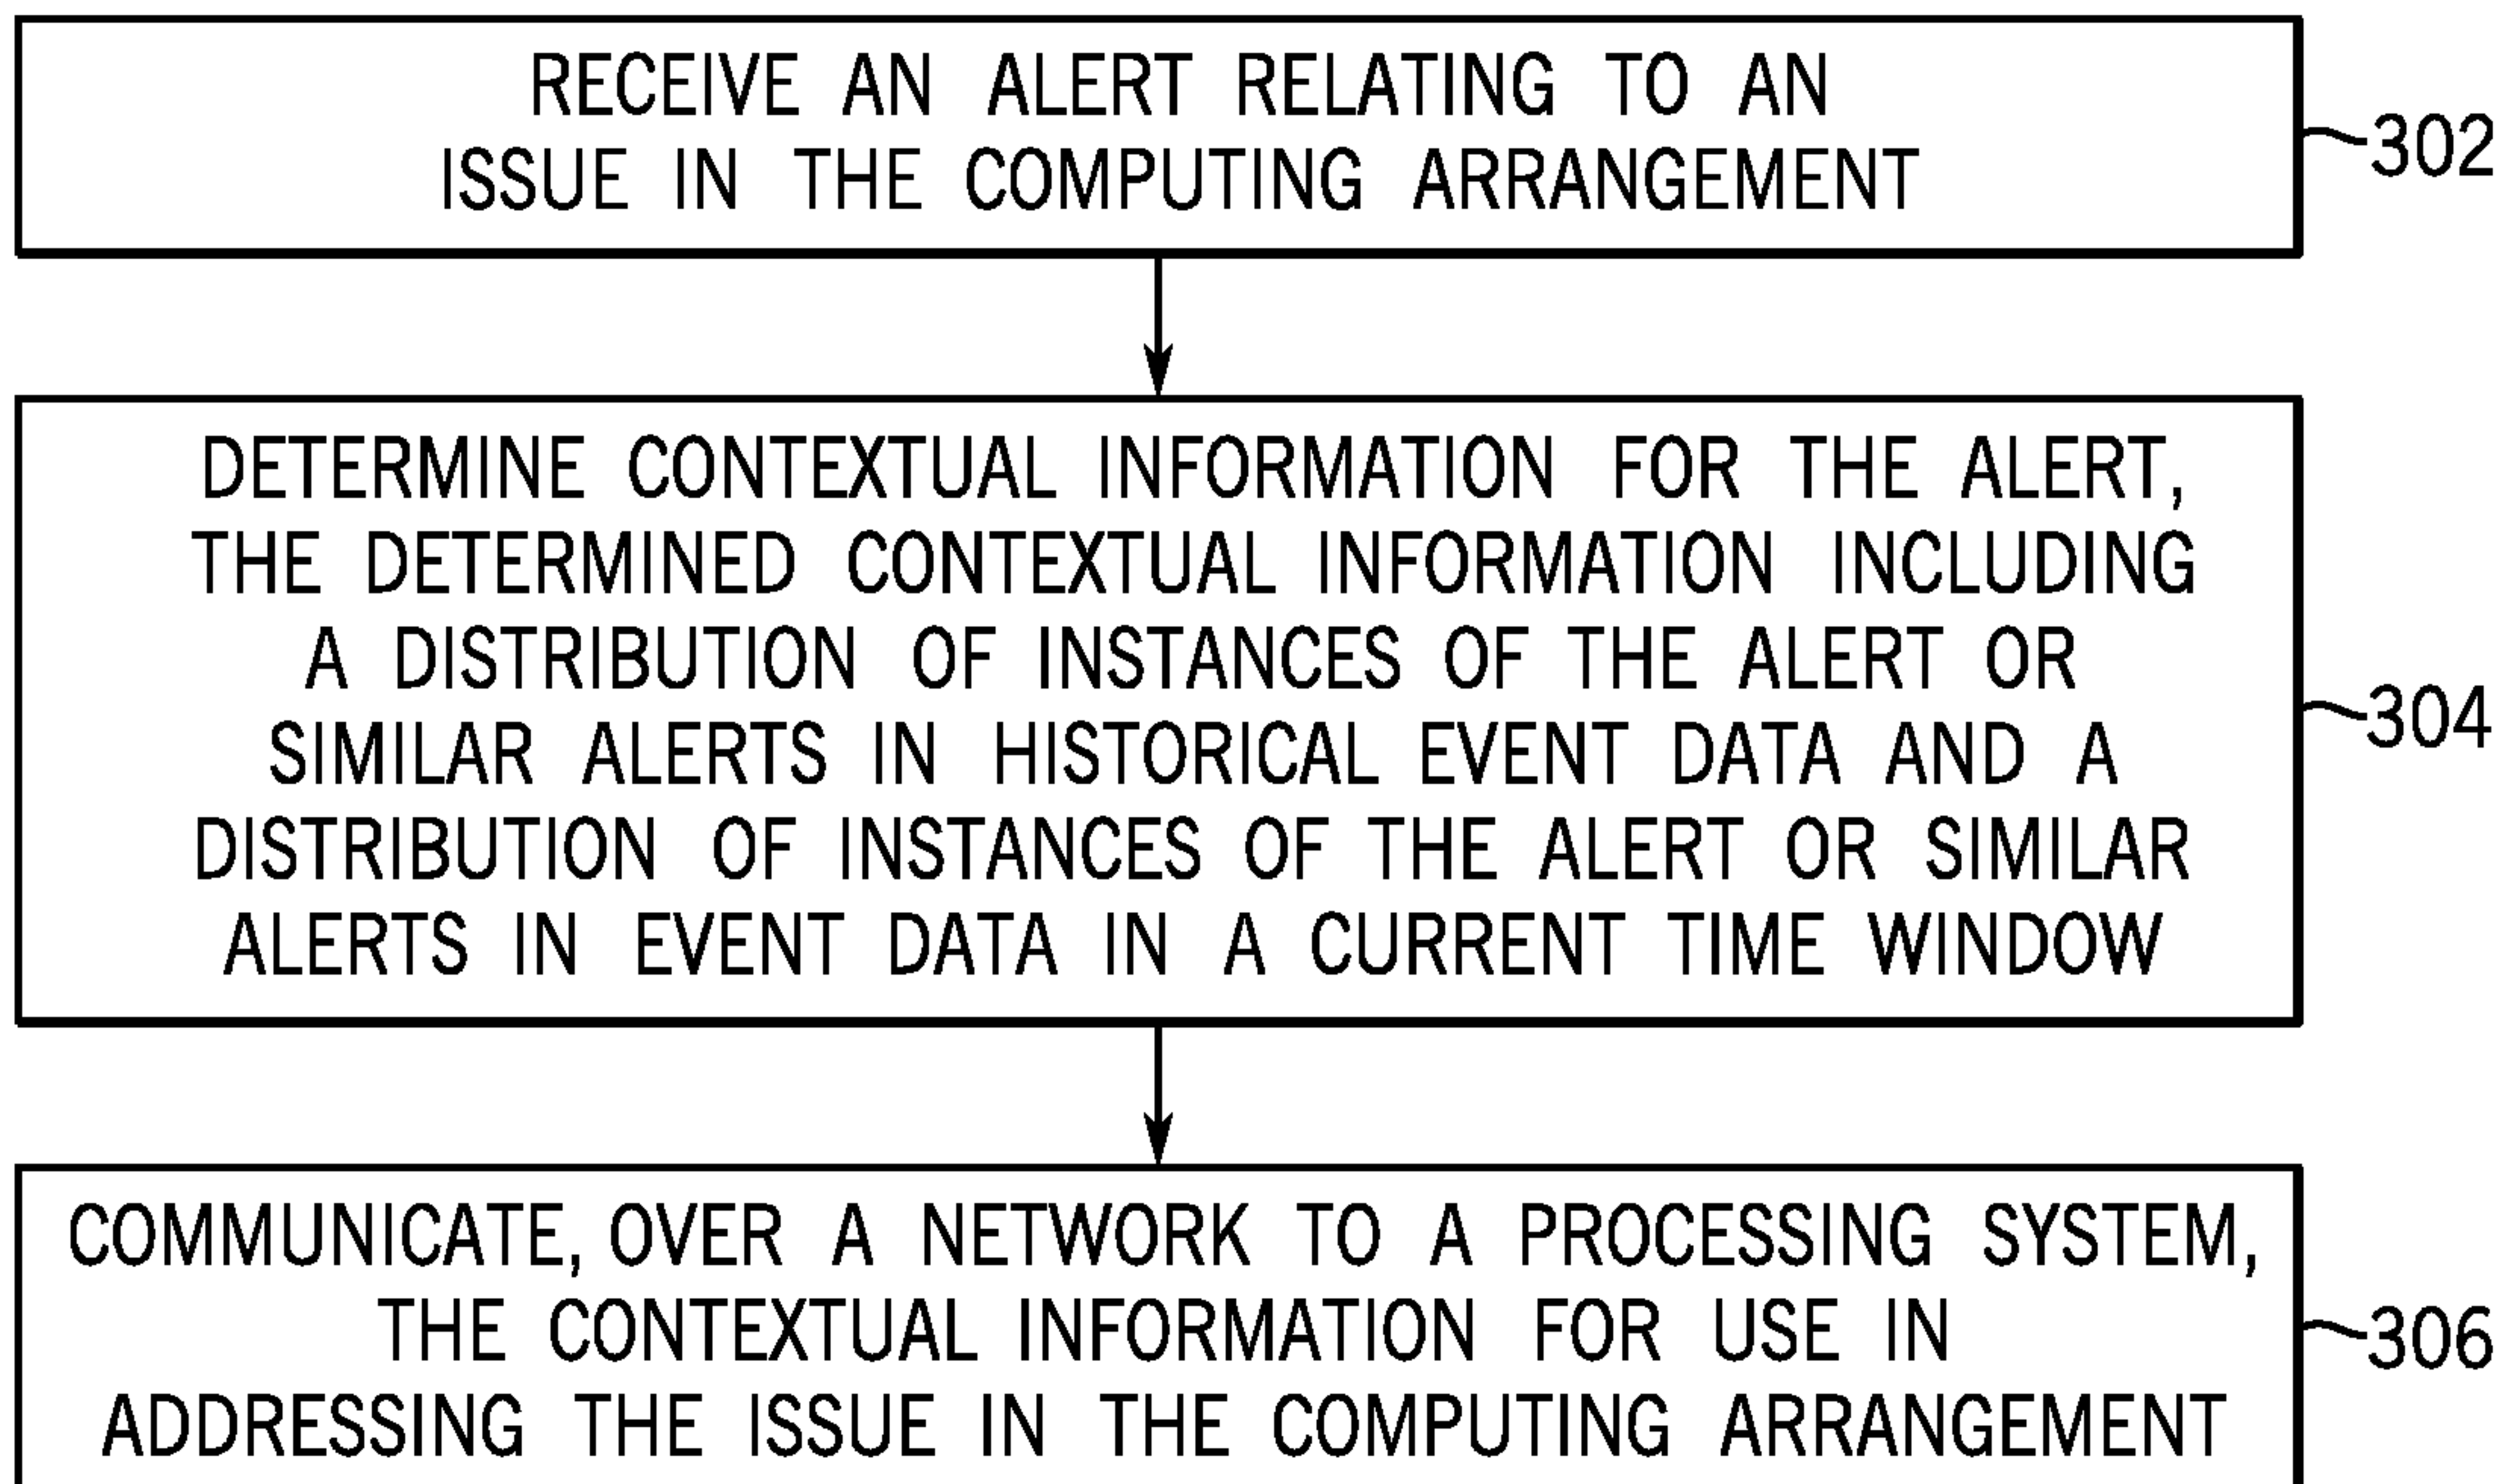 RECEIVE AN ALERT RELATING TO AN
ISSUE IN THE COMPUTING ARRANGEMENT
302
DETERMINE CONTEXTUAL INFORMATION FOR THE ALERT,
THE DETERMINED CONTEXTUAL INFORMATION INCLUDING
A DISTRIBUTION OF INSTANCES OF THE ALERT OR
SIMILAR ALERTS IN HISTORICAL EVENT DATA AND A
DISTRIBUTION OF INSTANCES OF THE ALERT OR SIMILAR
ALERTS IN EVENT DATA IN A CURRENT TIME WINDOW
304
COMMUNICATE, OVER A NETWORK TO A PROCESSING SYSTEM,
THE CONTEXTUAL INFORMATION FOR USE IN
ADDRESSING THE ISSUE IN THE COMPUTING ARRANGEMENT
306